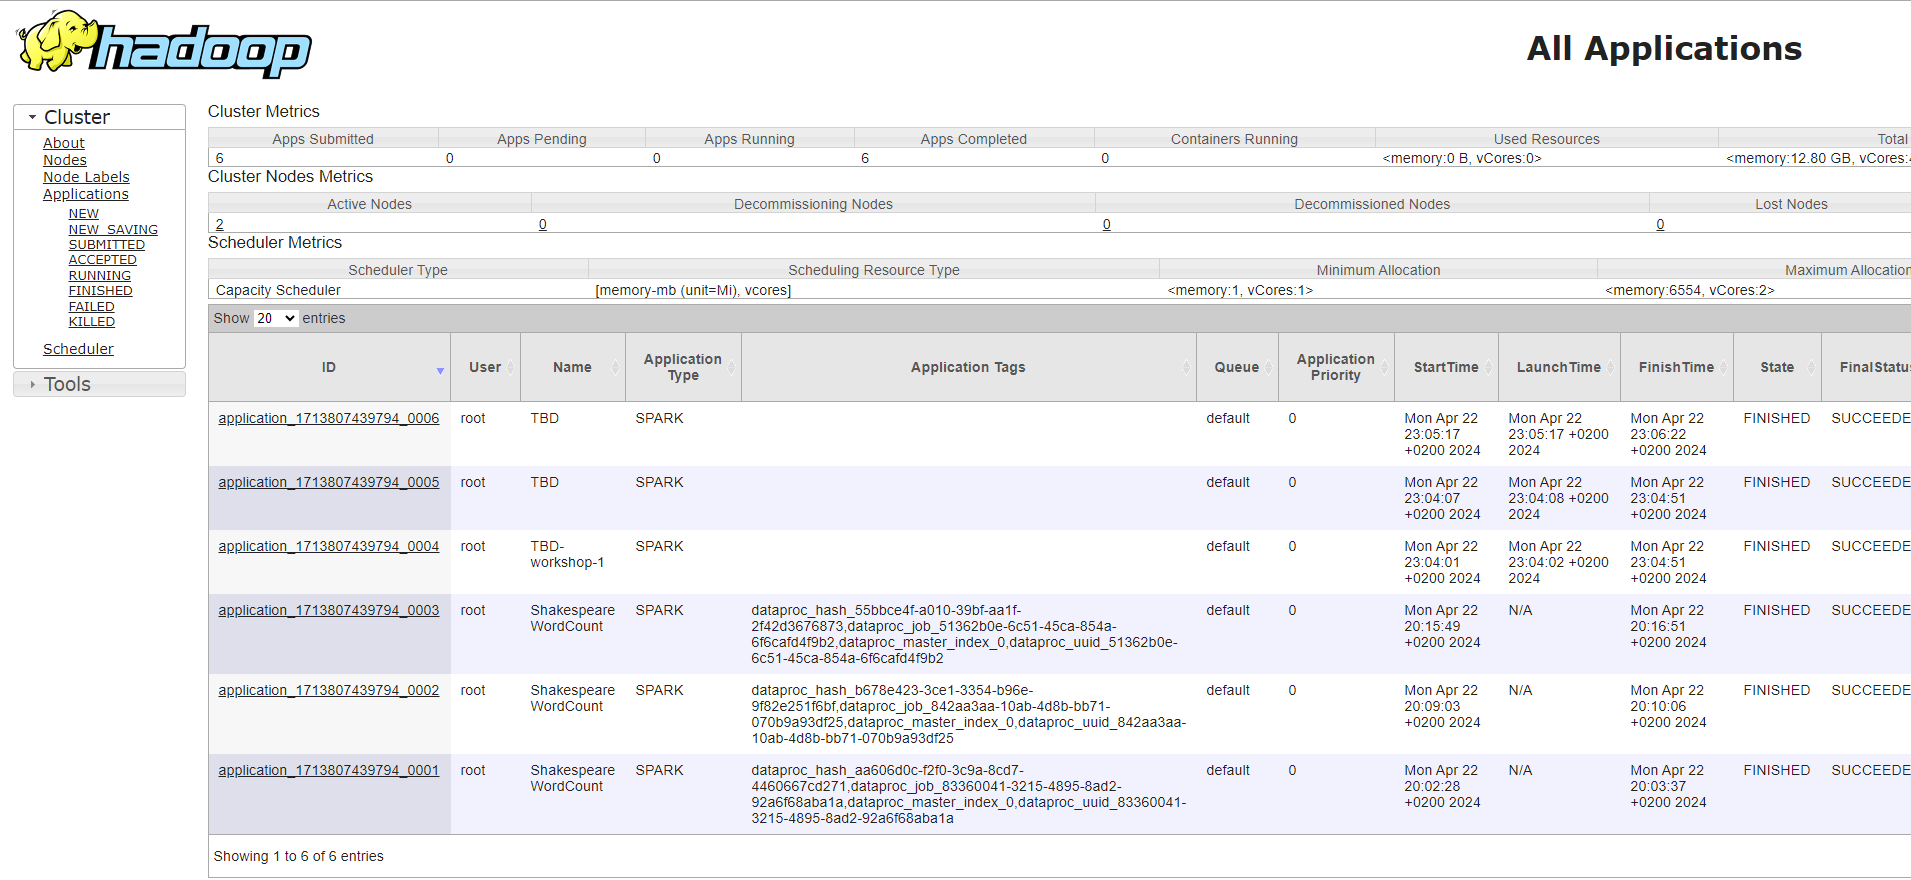 hadoop
All Applications
Cluster
About
Nodes
Node Labels
Applications
NEW
NEW_SAVING
SUBMITTED
ACCEPTED
RUNNING
FINISHED
FAILED
KILLED
Scheduler
Tools
Cluster Metrics
Apps Submitted Apps Pending Apps Running Apps Completed Containers Running Used Resources Total
6 0 0 6 0 <memory:0 B, vCores:0> <memory:12.80 GB, vCores:
Cluster Nodes Metrics
Active Nodes Decommissioning Nodes Decommissioned Nodes Lost Nodes
2 0 0 0
Scheduler Metrics
Scheduler Type Scheduling Resource Type Minimum Allocation Maximum Allocation
Capacity Scheduler [memory-mb (unit=Mi), vcores] <memory:1, vCores:1> <memory:6554, vCores:2>
Show 20 entries
ID User Name Application Type Application Tags Queue Application Priority StartTime LaunchTime FinishTime State FinalStatus
application_1713807439794_0006 root TBD SPARK default 0 Mon Apr 22 Mon Apr 22 Mon Apr 22 FINISHED SUCCEEDE
23:05:17 23:05:17 +0200 23:06:22
+0200 2024 2024 +0200 2024
application_1713807439794_0005 root TBD SPARK default 0 Mon Apr 22 Mon Apr 22 Mon Apr 22 FINISHED SUCCEEDE
23:04:07 23:04:08 +0200 23:04:51
+0200 2024 2024 +0200 2024
application_1713807439794_0004 root TBD- SPARK default 0 Mon Apr 22 Mon Apr 22 Mon Apr 22 FINISHED SUCCEEDE
workshop-1 23:04:01 23:04:02 +0200 23:04:51
+0200 2024 2024 +0200 2024
application_1713807439794_0003 root Shakespeare SPARK dataproc_hash_55bbce4f-a010-39bf-aa1f- default 0 Mon Apr 22 N/A Mon Apr 22 FINISHED SUCCEEDE
WordCount 2f42d3676873,dataproc_job_51362b0e-6c51-45ca-854a- 20:15:49 20:16:51
6f6cafd4f9b2,dataproc_master_index_0,dataproc_uuid_51362b0e- +0200 2024 +0200 2024
6c51-45ca-854a-6f6cafd4f9b2
application_1713807439794_0002 root Shakespeare SPARK dataproc_hash_b678e423-3ce1-3354-b96e- default 0 Mon Apr 22 N/A Mon Apr 22 FINISHED SUCCEEDE
WordCount 9f82e251f6bf,dataproc_job_842aa3aa-10ab-4d8b-bb71- 20:09:03 20:10:06
070b9a93df25,dataproc_master_index_0,dataproc_uuid_842aa3aa- +0200 2024 +0200 2024
10ab-4d8b-bb71-070b9a93df25
application_1713807439794_0001 root Shakespeare SPARK dataproc_hash_aa606d0c-f2f0-3c9a-8cd7- default 0 Mon Apr 22 N/A Mon Apr 22 FINISHED SUCCEEDE
WordCount 4460667cd271,dataproc_job_83360041-3215-4895-8ad2- 20:02:28 20:03:37
92a6f68aba1a,dataproc_master_index_0,dataproc_uuid_83360041- +0200 2024 +0200 2024
3215-4895-8ad2-92a6f68aba1a
Showing 1 to 6 of 6 entries